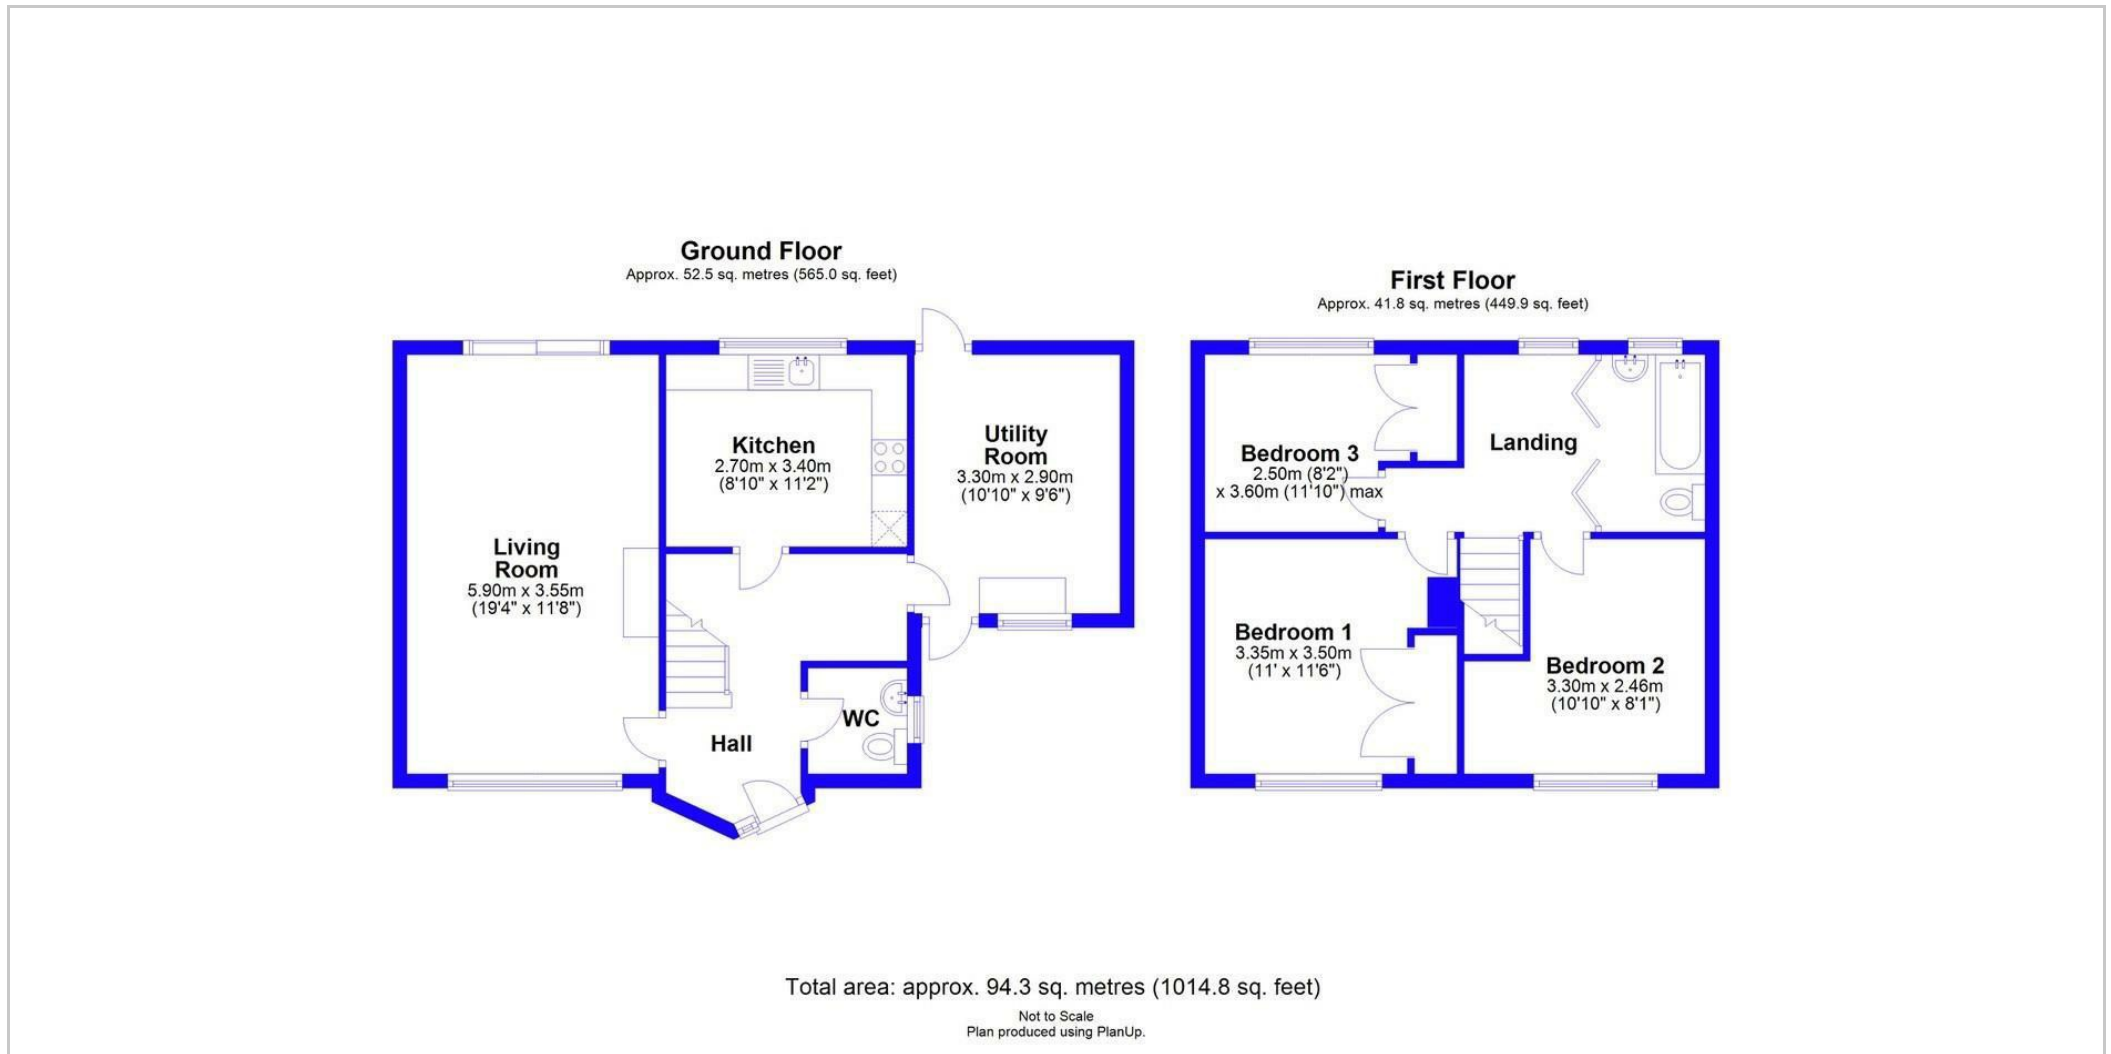 Ground Floor
Approx. 52.5 sq. metres (565.0 sq. feet)
First Floor
Approx. 41.8 sq. metres (449.9 sq. feet)
Living
Room
5.90m x 3.55m
(19'4" x 11'8")
Kitchen
2.70m x 3.40m
(8'10" x 11'2")
Utility
Room
3.30m x 2.90m
(10'10" x 9'6")
Hall
WC
Bedroom 3
2.50m (8'2")
x 3.60m (11'10") max
Landing
Bedroom 1
3.35m x 3.50m
(11' x 11'6")
Bedroom 2
3.30m x 2.46m
(10'10" x 8'1")
Total area: approx. 94.3 sq. metres (1014.8 sq. feet)
Not to Scale
Plan produced using PlanUp.